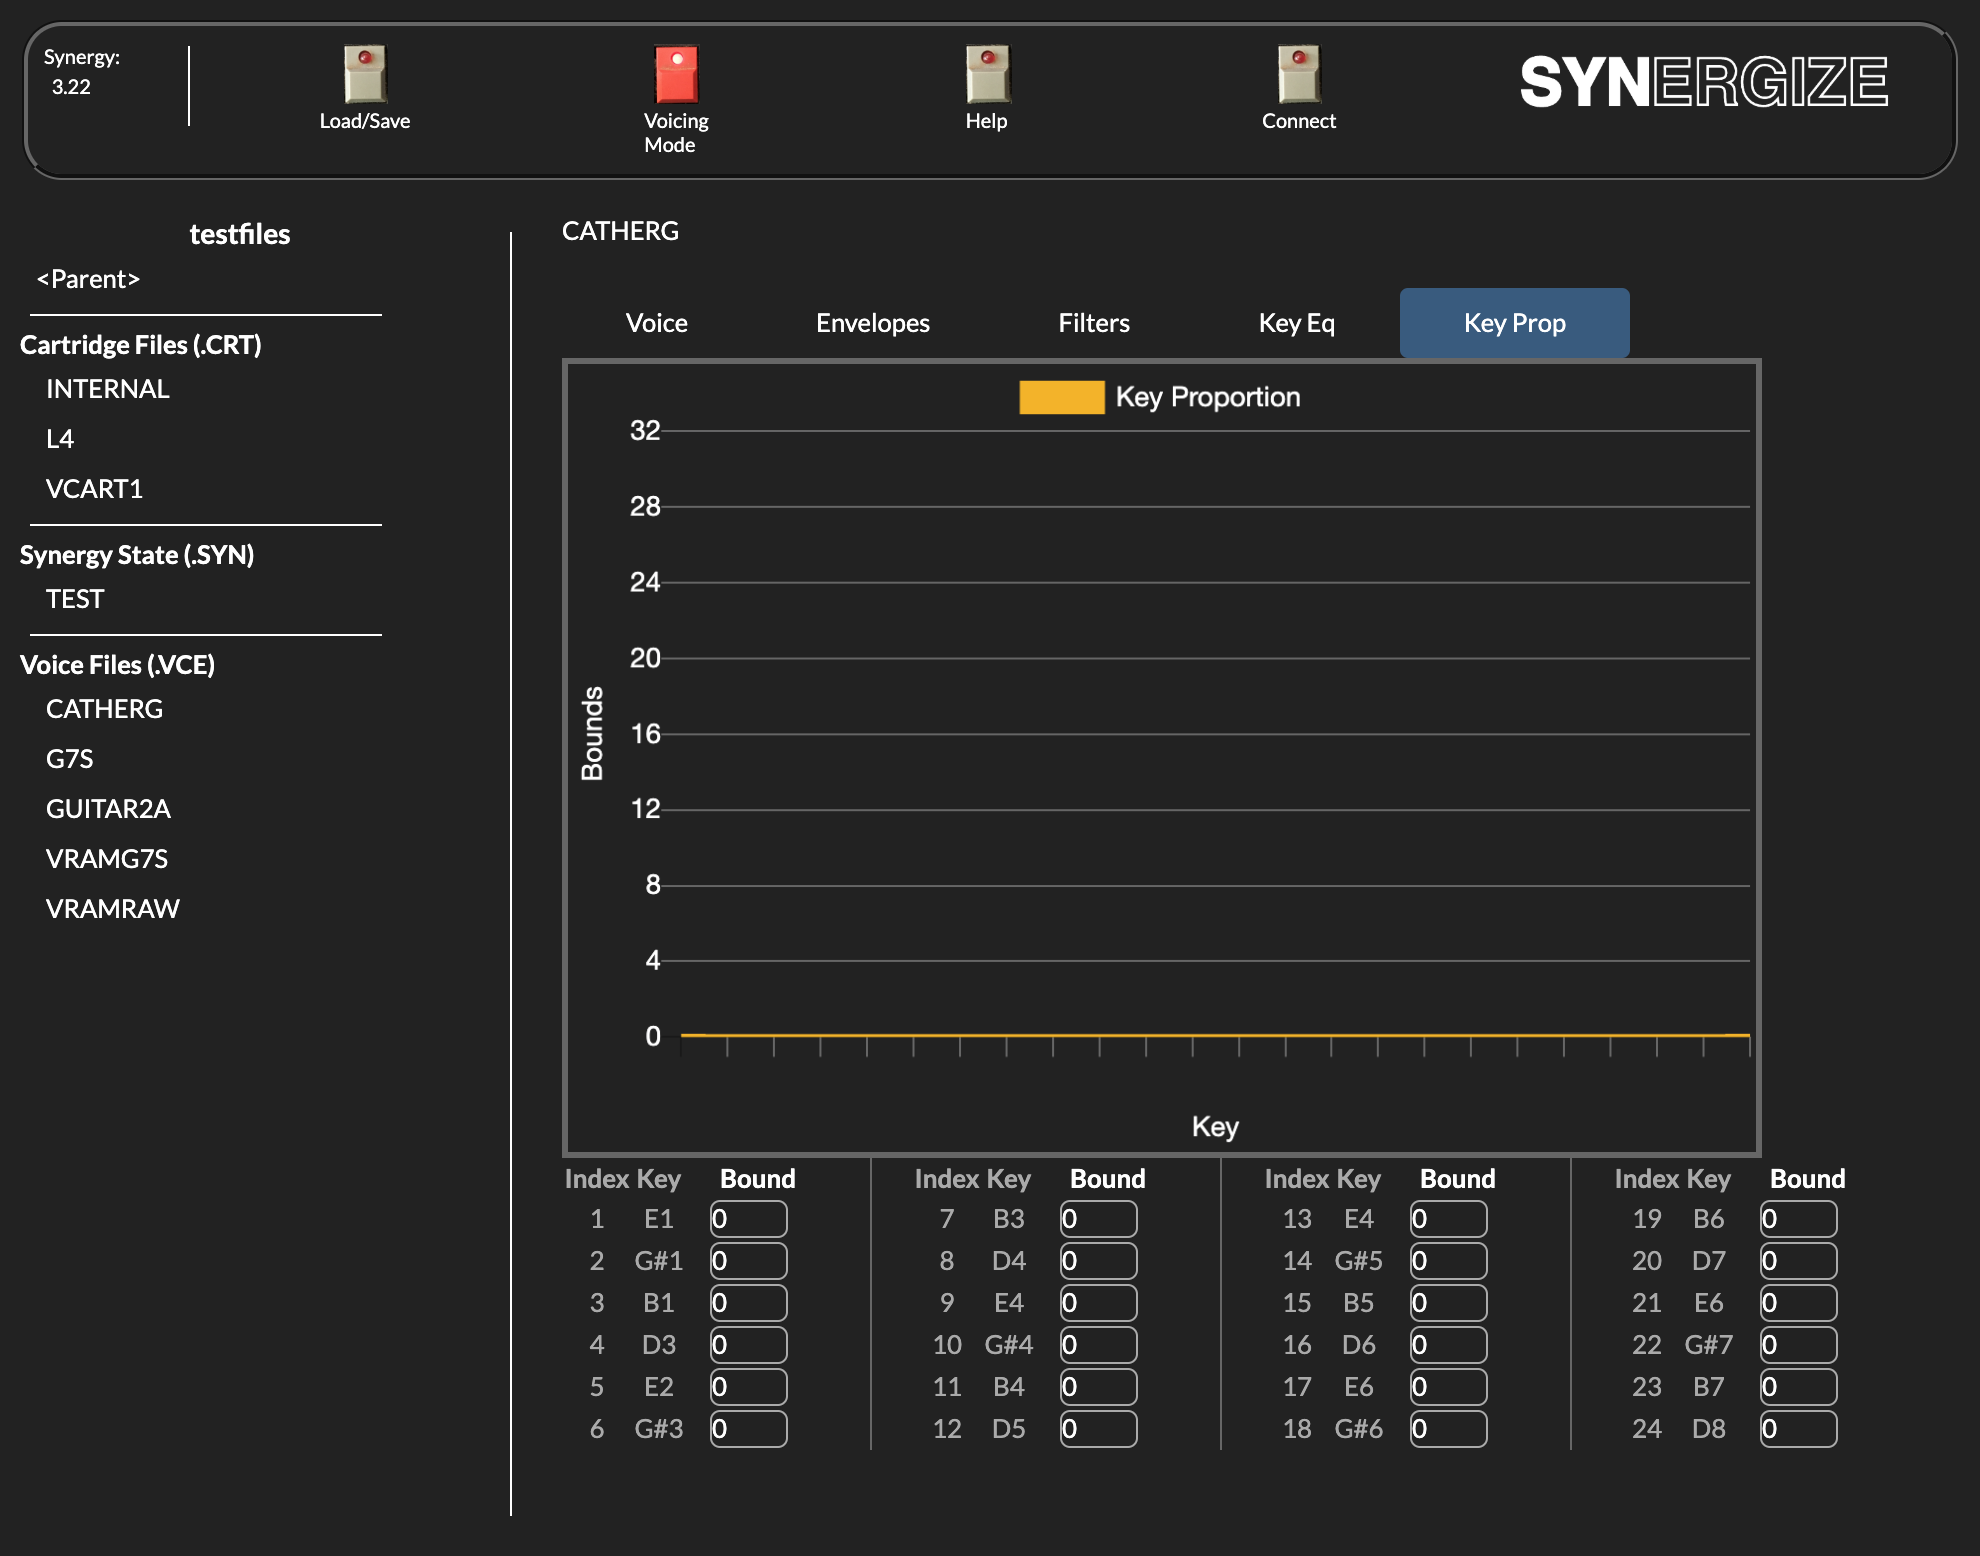 Synergy:
3.22
Load/Save
Voicing
Mode
Help
Connect
SYNERGIZE
testfiles
<Parent>
Cartridge Files (.CRT)
INTERNAL
L4
VCART1
Synergy State (.SYN)
TEST
Voice Files (.VCE)
CATHERG
G7S
GUITAR2A
VRAMG7S
VRAMRAW
CATHERG
Voice Envelopes Filters Key Eq Key Prop
Key Proportion
32
28
24
20
16
12
8
4
0
Bounds
Key
Index Key Bound Index Key Bound Index Key Bound Index Key Bound
1 E1 0 7 B3 0 13 E4 0 19 B6 0
2 G#1 0 8 D4 0 14 G#5 0 20 D7 0
3 B1 0 9 E4 0 15 B5 0 21 E6 0
4 D3 0 10 G#4 0 16 D6 0 22 G#7 0
5 E2 0 11 B4 0 17 E6 0 23 B7 0
6 G#3 0 12 D5 0 18 G#6 0 24 D8 0